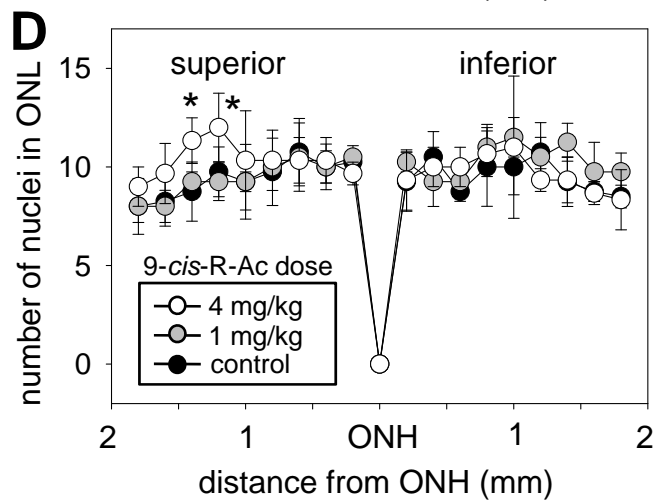 D
number of nuclei in ONL
15
10
5
0
superior
inferior
*
*
9-cis-R-Ac dose
4 mg/kg
1 mg/kg
control
2
1
ONH
1
2
distance from ONH (mm)